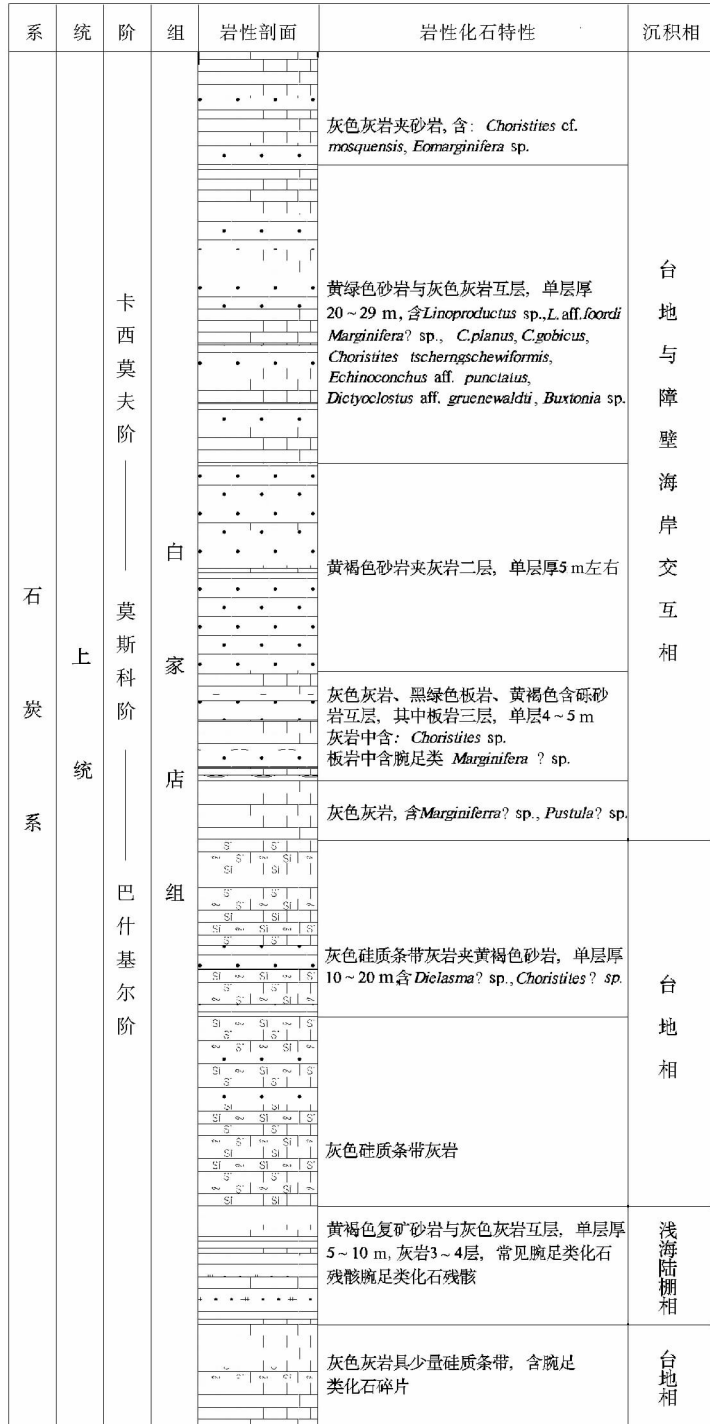 系 统 阶 组 岩性剖面 岩性化石特性 沉积相
石炭系
上统
卡西莫夫阶——莫斯科阶——巴什基尔阶
白家店组
灰色灰岩夹砂岩, 含: Choristites cf.
mosquensis, Eomarginifera sp.
黄绿色砂岩与灰色灰岩互层, 单层厚
20~29 m, 含Linoproductus sp., L.aff.foordi
Marginifera? sp., C.planus, C.gobicus,
Choristites tscherngschewiformis,
Echinoconchus aff. punctatus,
Dictyoclostus aff. gruenewaldti, Buxtonia sp.
黄褐色砂岩夹灰岩二层, 单层厚5 m左右
灰色灰岩、黑绿色板岩、黄褐色含砾砂
岩互层, 其中板岩三层, 单层4~5 m
灰岩中含: Choristites sp.
板岩中含腕足类 Marginifera ? sp.
灰色灰岩, 含Marginiferra? sp., Pustula? sp.
台地与障壁海岸交互相
灰色硅质条带灰岩夹黄褐色砂岩, 单层厚
10~20 m含Dielasma? sp., Choristites? sp.
灰色硅质条带灰岩
台地相
黄褐色复矿砂岩与灰色灰岩互层, 单层厚
5~10 m, 灰岩3~4层, 常见腕足类化石
残骸腕足类化石残骸
浅海陆棚相
灰色灰岩具少量硅质条带, 含腕足
类化石碎片
台地相